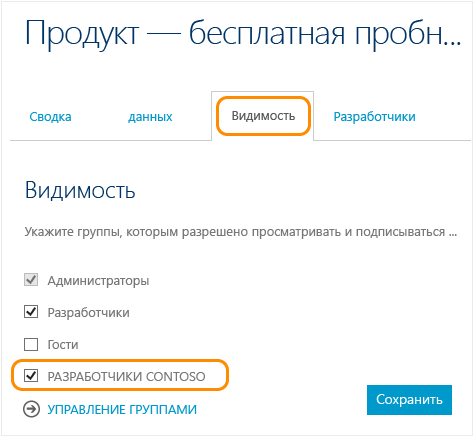 Продукт — бесплатная пробн...
Сводка данных Видимость Разработчики
Видимость
Укажите группы, которым разрешено просматривать и подписываться ...
Администраторы
Разработчики
Гости
РАЗРАБОТЧИКИ CONTOSO
Сохранить
УПРАВЛЕНИЕ ГРУППАМИ